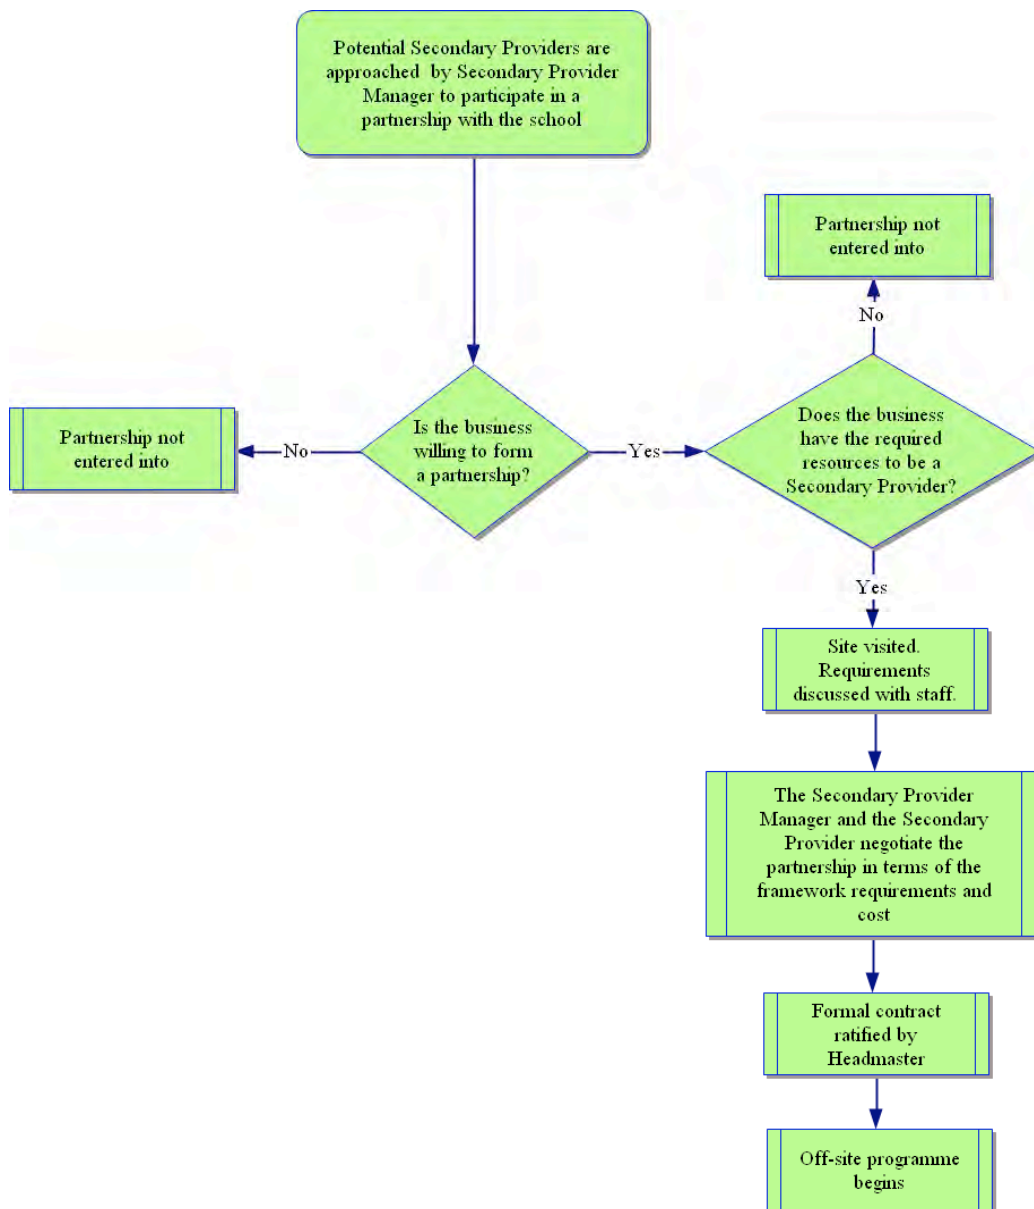 Potential Secondary Providers are
approached by Secondary Provider
Manager to participate in a
partnership with the school
Partnership not
entered into
No
Partnership not
entered into
No
Is the business
willing to form
a partnership?
Yes
Does the business
have the required
resources to be a
Secondary Provider?
Yes
Site visited.
Requirements
discussed with staff.
The Secondary Provider
Manager and the Secondary
Provider negotiate the
partnership in terms of the
framework requirements and
cost
Formal contract
ratified by
Headmaster
Off-site programme
begins